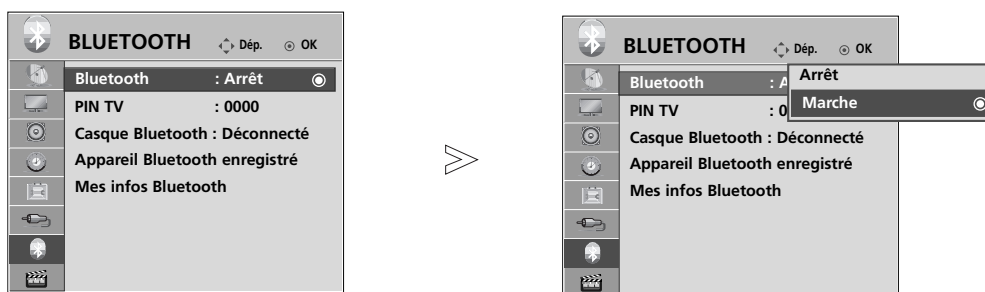 BLUETOOTH Dép. OK
Bluetooth : Arrêt
PIN TV : 0000
Casque Bluetooth : Déconnecté
Appareil Bluetooth enregistré
Mes infos Bluetooth
BLUETOOTH Dép. OK
Bluetooth : A
Arrêt
PIN TV : 0
Marche
Casque Bluetooth : Déconnecté
Appareil Bluetooth enregistré
Mes infos Bluetooth